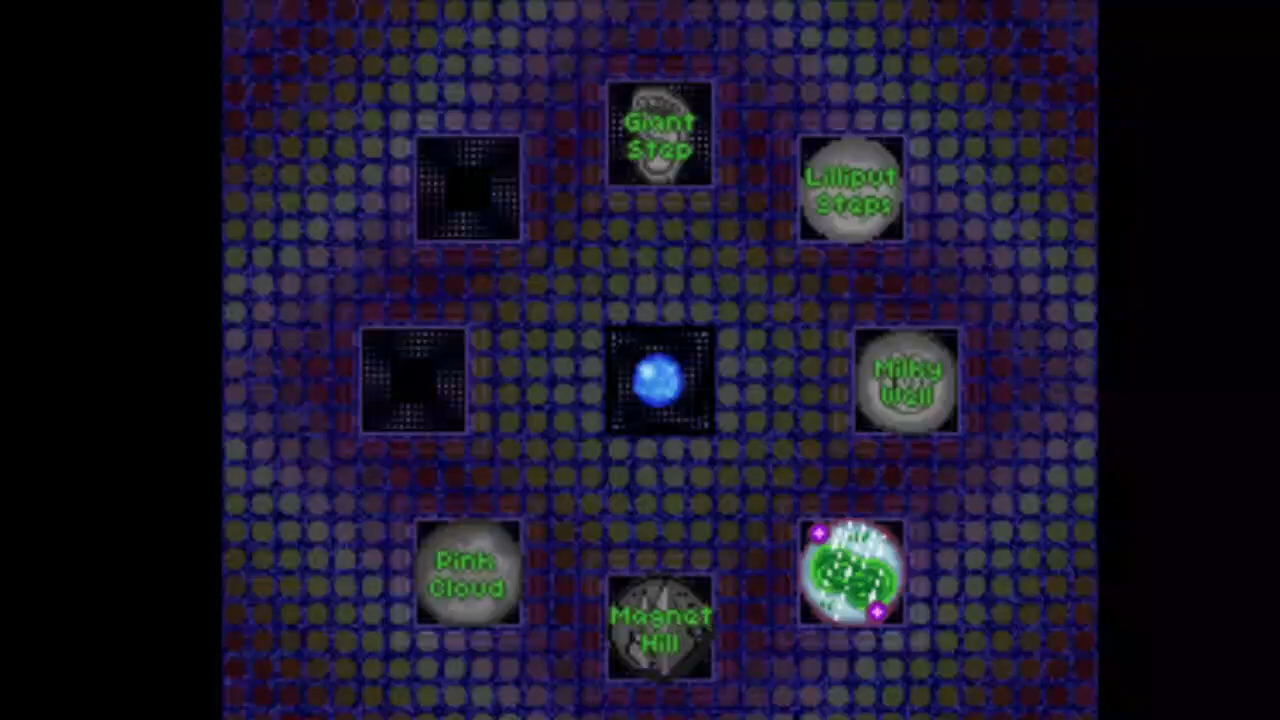 Giant
Step
Lilliput
Steps
Milky
Well
Pink
Cloud
Magnet
Hill